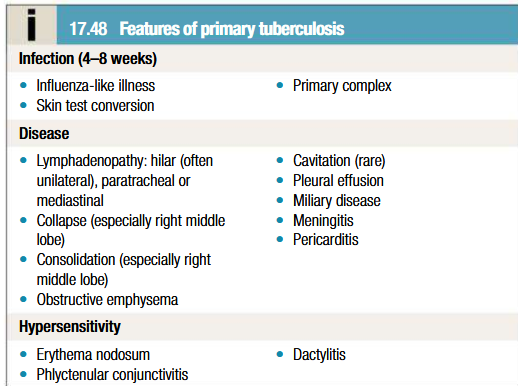 i
17.48 Features of primary tuberculosis
Infection (4–8 weeks)
• Influenza-like illness
• Skin test conversion
• Primary complex
Disease
• Lymphadenopathy: hilar (often
unilateral), paratracheal or
mediastinal
• Collapse (especially right middle
lobe)
• Consolidation (especially right
middle lobe)
• Obstructive emphysema
• Cavitation (rare)
• Pleural effusion
• Miliary disease
• Meningitis
• Pericarditis
Hypersensitivity
• Erythema nodosum
• Phlyctenular conjunctivitis
• Dactylitis